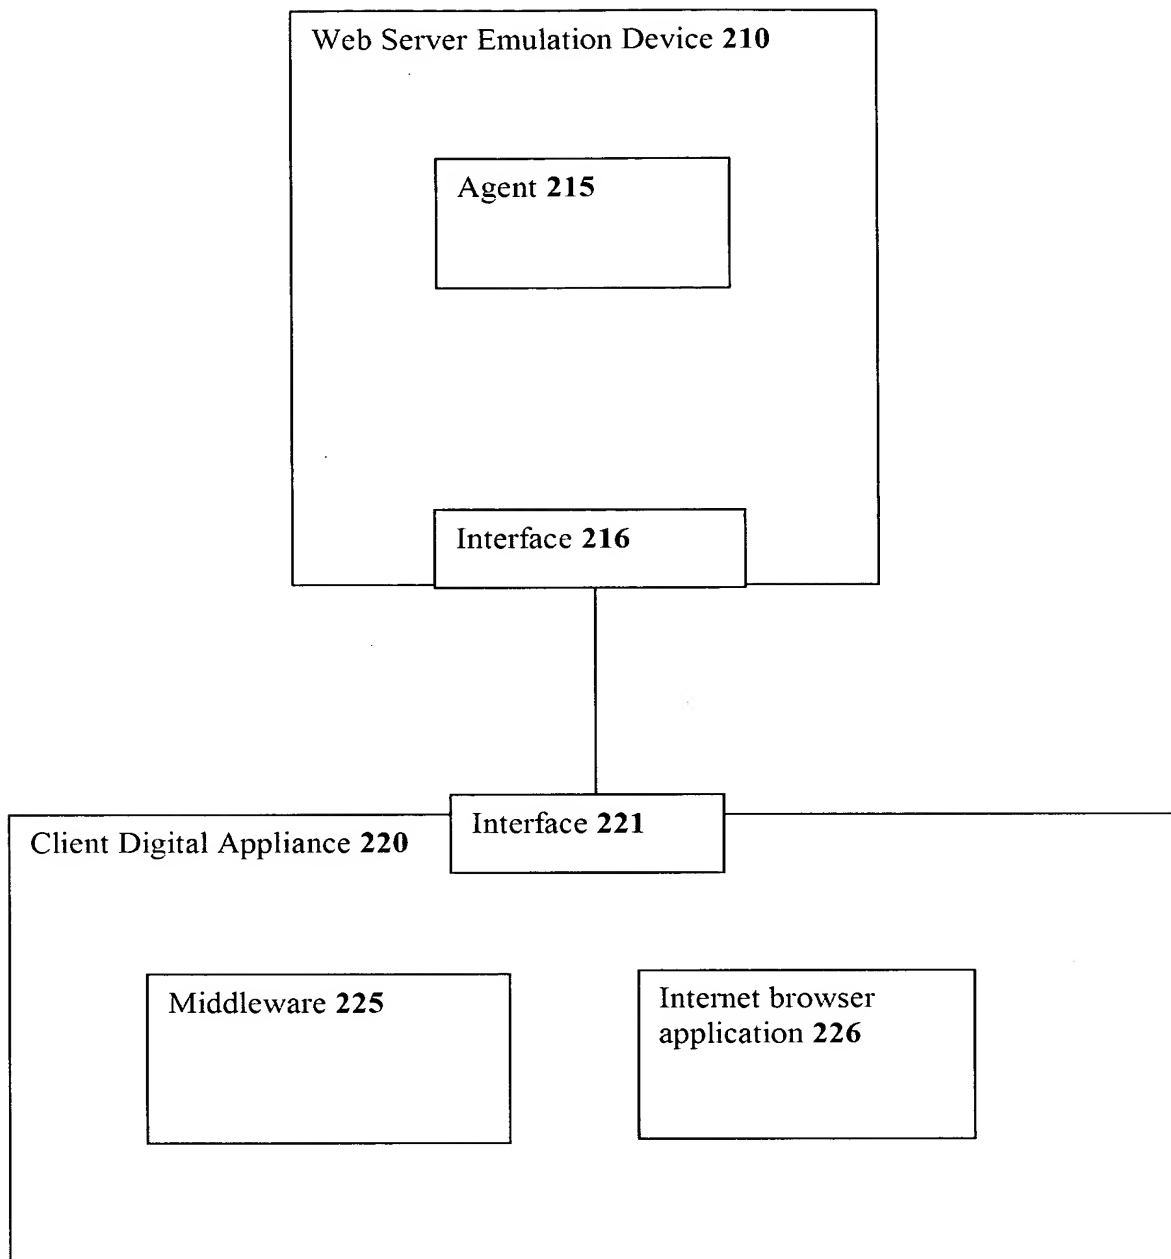 Web Server Emulation Device 210
Agent 215
Interface 216
Interface 221
Client Digital Appliance 220
Middleware 225
Internet browser
application 226